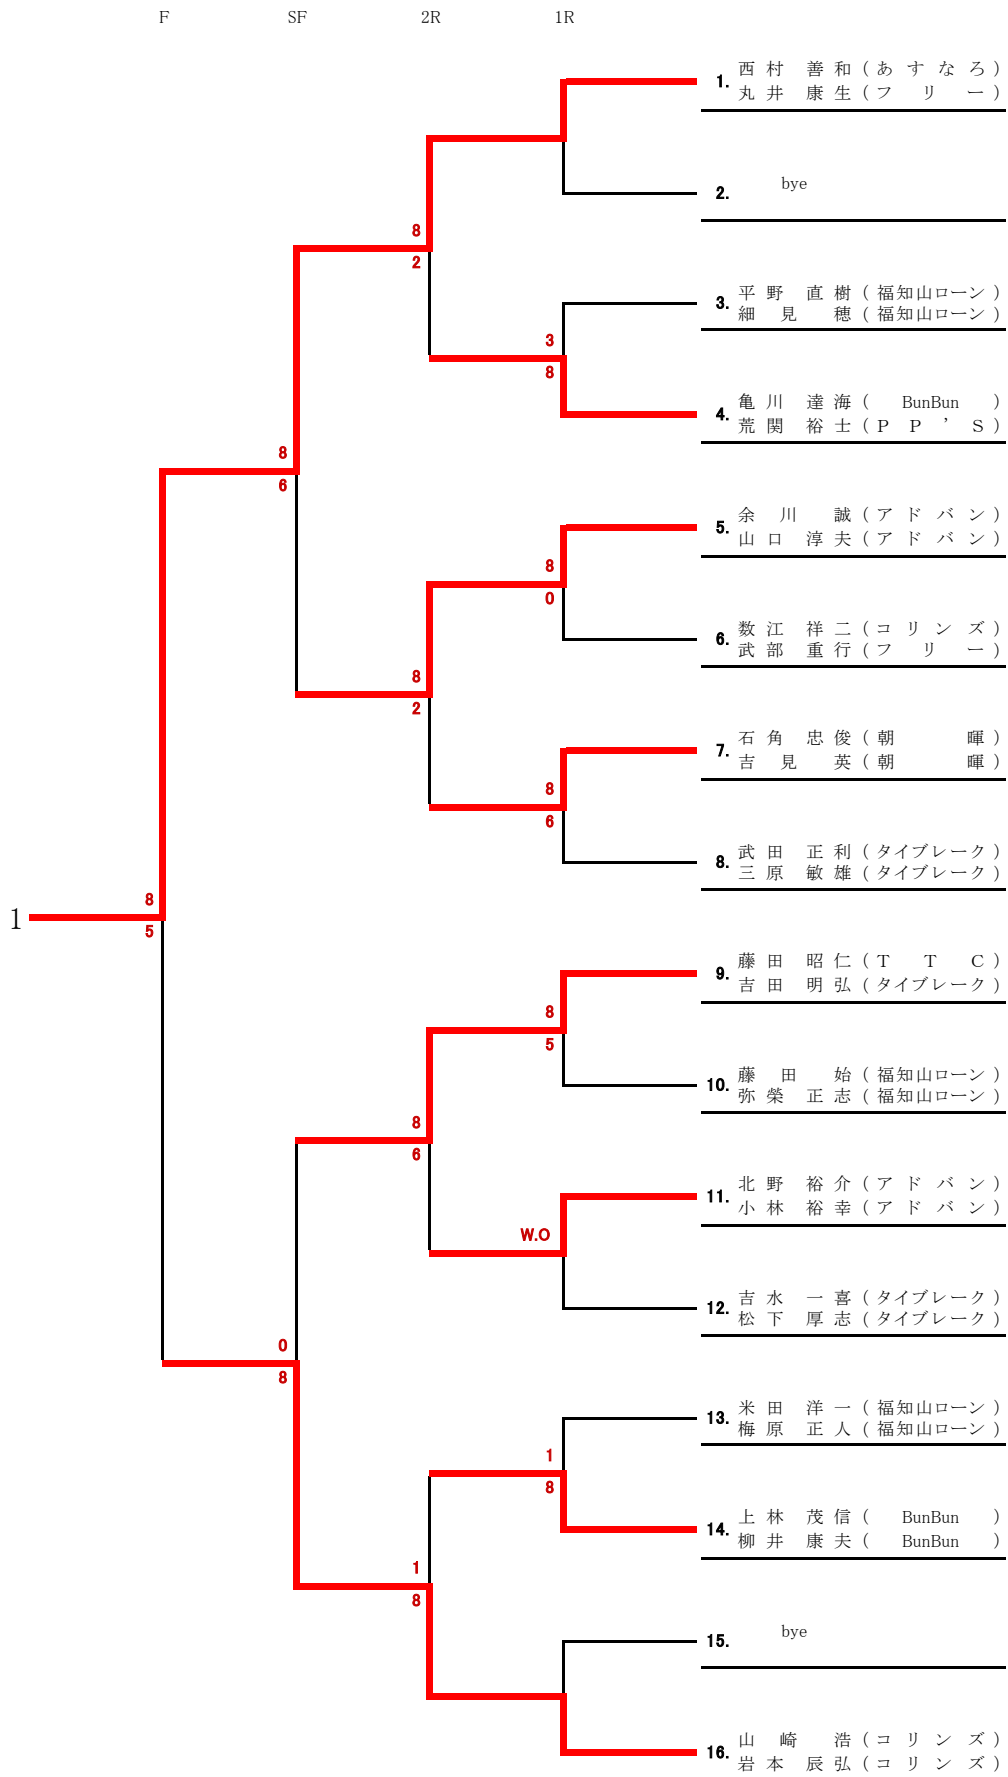 F SF 2R 1R
1. 西村 善和 (あすなろ)
丸井 康生 (フリー)
2. bye
8
2
3. 平野 直樹 (福知山ローン)
細見 穂 (福知山ローン)
3
8
4. 亀川 達海 (BunBun)
荒関 裕士 (PP'S)
8
6
5. 余川 誠 (アドバン)
山口 淳夫 (アドバン)
8
0
6. 数江 祥二 (コリンズ)
武部 重行 (フリー)
8
2
7. 石角 忠俊 (朝暉)
吉見 英 (朝暉)
8
6
8. 武田 正利 (タイブレーク)
三原 敏雄 (タイブレーク)
1
8
5
9. 藤田 昭仁 (TTC)
吉田 明弘 (タイブレーク)
8
5
10. 藤田 始 (福知山ローン)
弥榮 正志 (福知山ローン)
8
6
11. 北野 裕介 (アドバン)
小林 裕幸 (アドバン)
W.O
12. 吉水 一喜 (タイブレーク)
松下 厚志 (タイブレーク)
0
8
13. 米田 洋一 (福知山ローン)
梅原 正人 (福知山ローン)
1
8
14. 上林 茂信 (BunBun)
柳井 康夫 (BunBun)
1
8
15. bye
16. 山崎 浩 (コリンズ)
岩本 辰弘 (コリンズ)